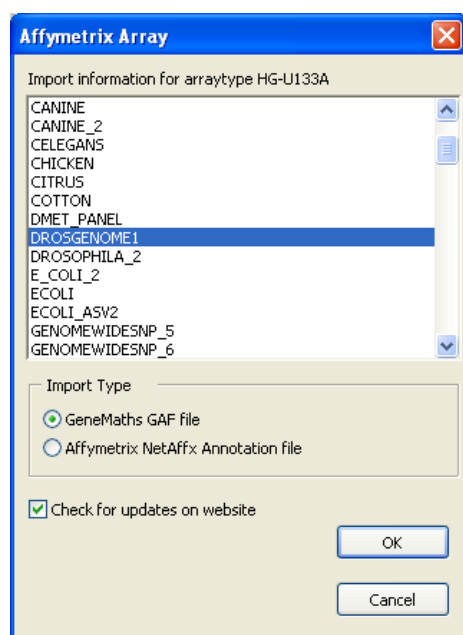 Affymetrix Array
Import information for arraytype HG-U133A
CANINE
CANINE_2
CELEGANS
CHICKEN
CITRUS
COTTON
DMET_PANEL
DROSGENOME1
DROSOPHILA_2
E_COLI_2
ECOLI
ECOLI_ASV2
GENOMEWIDESNP_5
GENOMEWIDESNP_6
Import Type
GeneMaths GAF file
Affymetrix NetAffx Annotation file
Check for updates on website
OK
Cancel